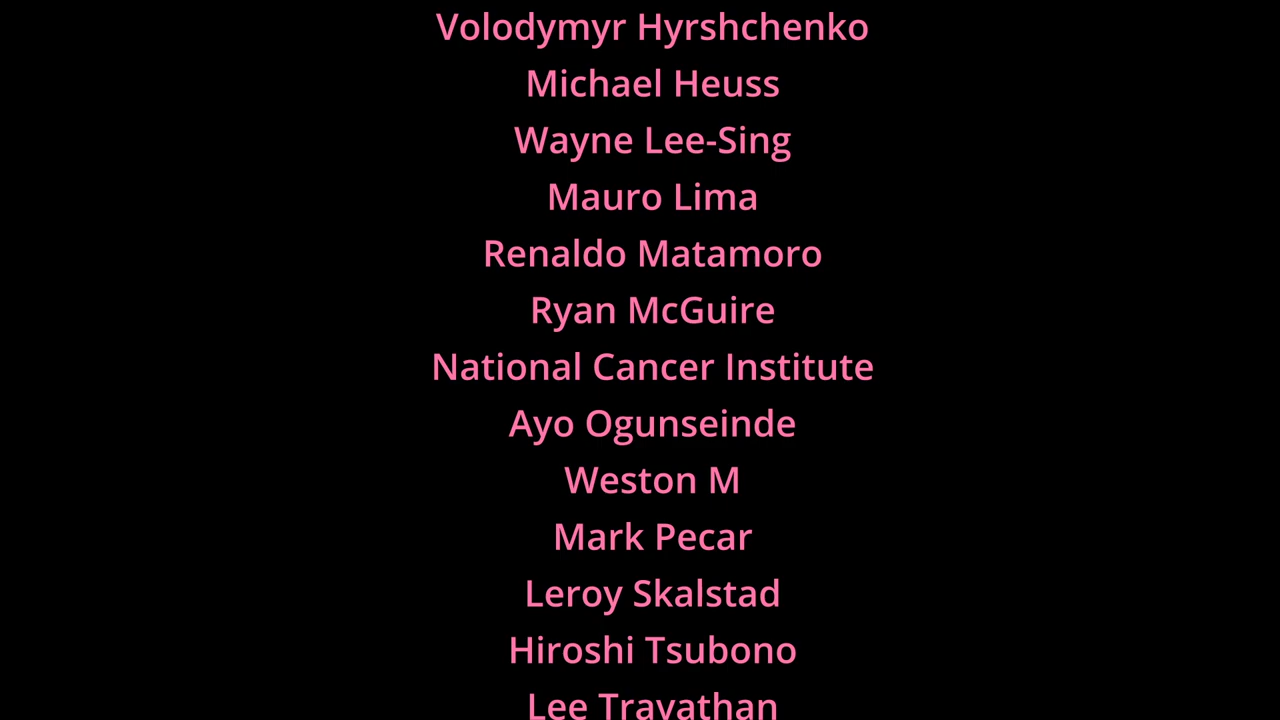 Volodymyr Hyrshchenko
Michael Heuss
Wayne Lee-Sing
Mauro Lima
Renaldo Matamoro
Ryan McGuire
National Cancer Institute
Ayo Ogunseinde
Weston M
Mark Pecar
Leroy Skalstad
Hiroshi Tsubono
Lee Travathan